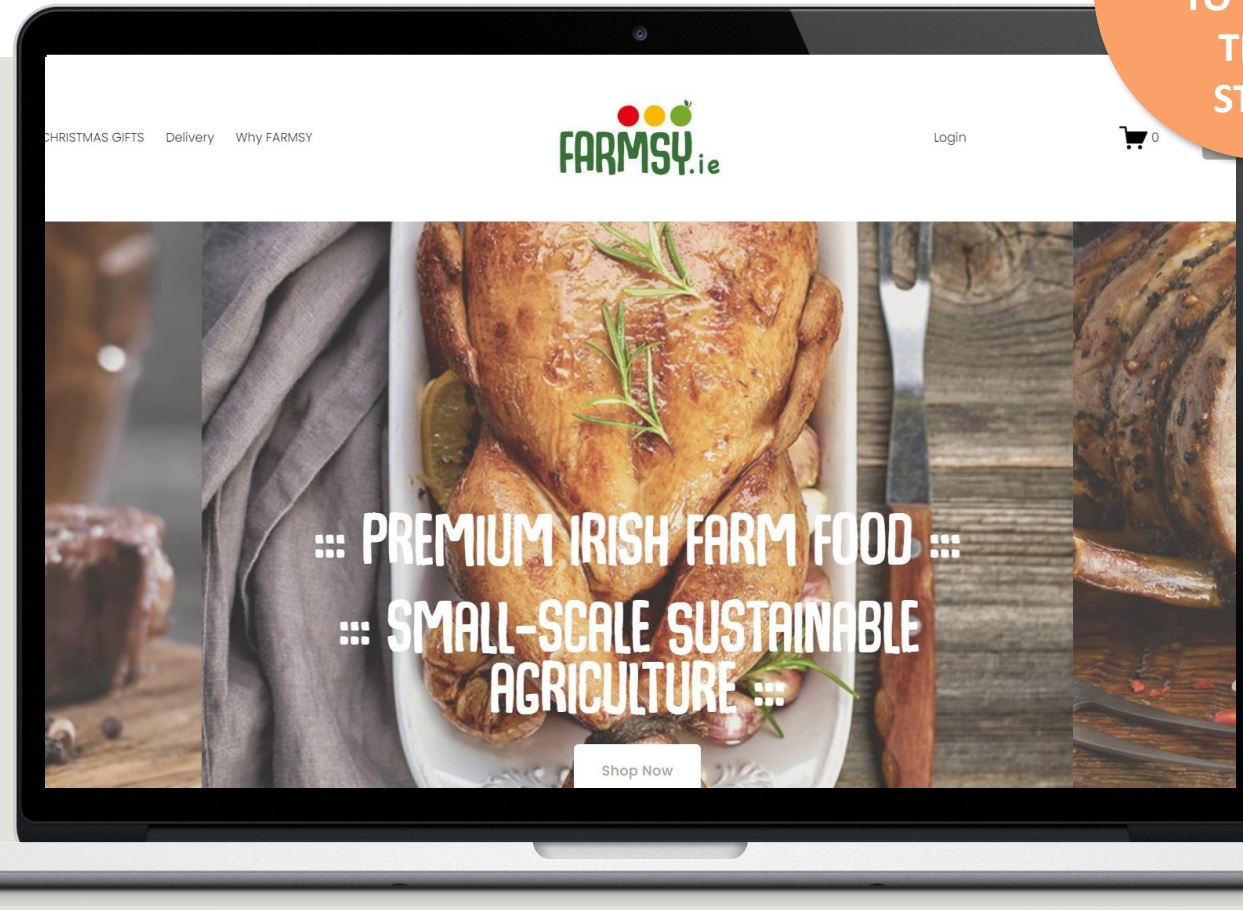 CHRISTMAS GIFTS Delivery Why FARMSY
FARMSY.ie
Login
0
::: PREMIUM IRISH FARM FOOD :::
::: SMALL-SCALE SUSTAINABLE
AGRICULTURE :::
Shop Now
TO